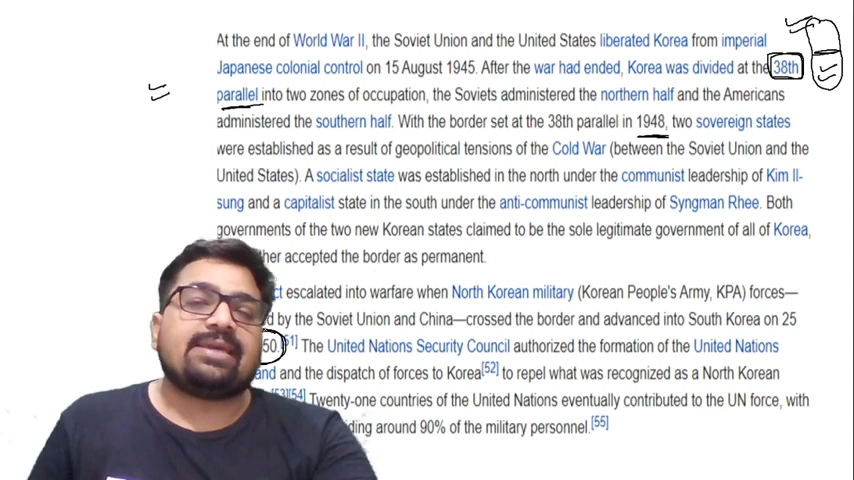 At the end of World War II, the Soviet Union and the United States liberated Korea from imperial
Japanese colonial control on 15 August 1945. After the war had ended, Korea was divided at the 38th
parallel into two zones of occupation, the Soviets administered the northern half and the Americans
administered the southern half. With the border set at the 38th parallel in 1948, two sovereign states
were established as a result of geopolitical tensions of the Cold War (between the Soviet Union and the
United States). A socialist state was established in the north under the communist leadership of Kim Il-
sung and a capitalist state in the south under the anti-communist leadership of Syngman Rhee. Both
governments of the two new Korean states claimed to be the sole legitimate government of all of Korea,
her accepted the border as permanent.
ct escalated into warfare when North Korean military (Korean People's Army, KPA) forces—
d by the Soviet Union and China—crossed the border and advanced into South Korea on 25
50.[51] The United Nations Security Council authorized the formation of the United Nations
and and the dispatch of forces to Korea[52] to repel what was recognized as a North Korean
[53][54] Twenty-one countries of the United Nations eventually contributed to the UN force, with
iding around 90% of the military personnel.[55]